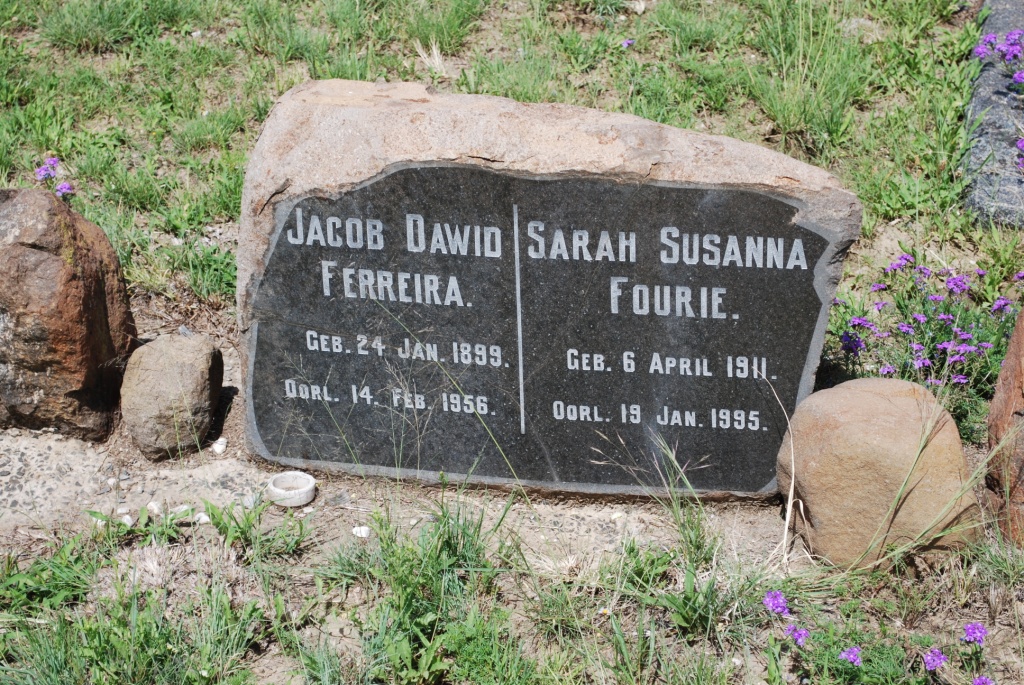 JACOB DAWID
FERREIRA.
GEB. 24 JAN. 1899.
OORL. 14. FEB. 1956.
SARAH SUSANNA
FOURIE.
GEB. 6 APRIL 1911.
OORL. 19 JAN. 1995.